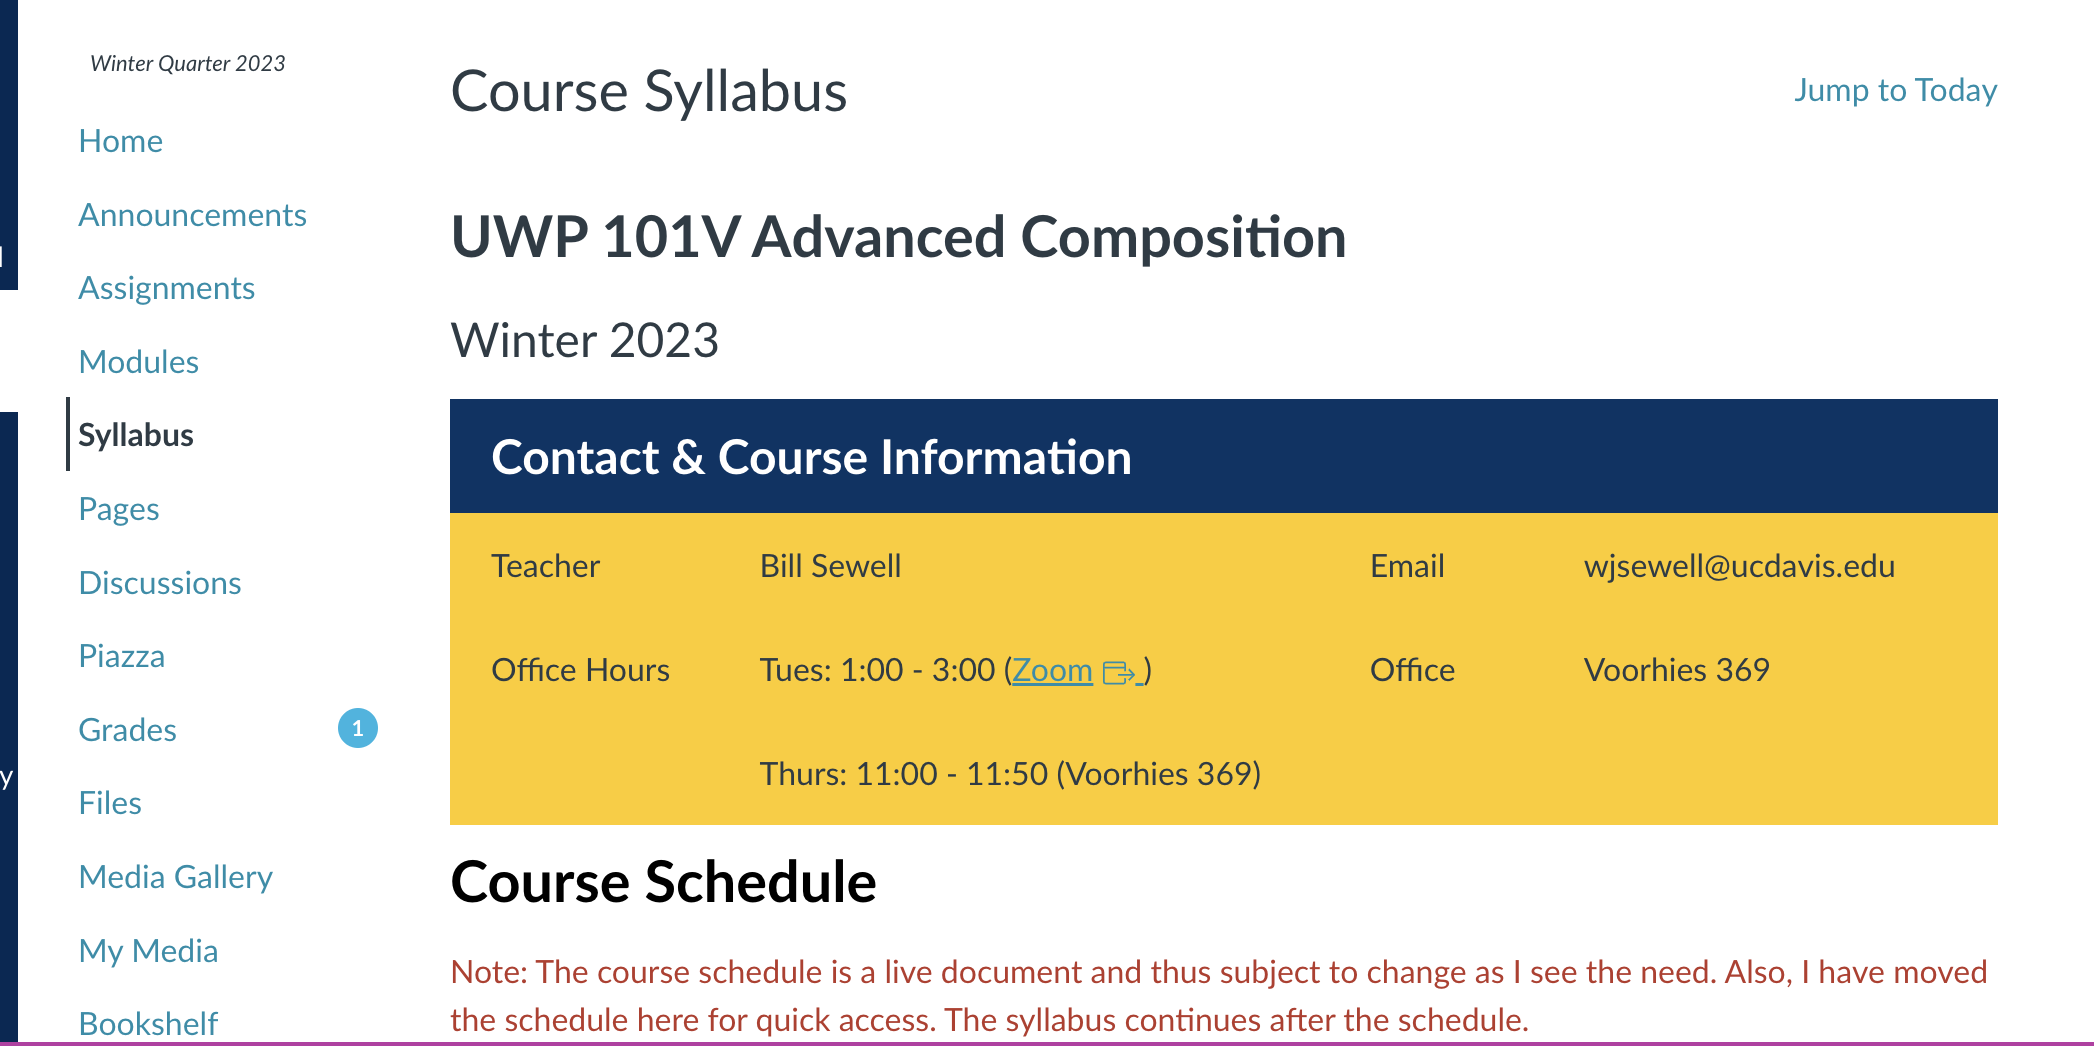 Winter Quarter 2023
Home
Announcements
Assignments
Modules
Syllabus
Pages
Discussions
Piazza
Grades 1
Files
Media Gallery
My Media
Bookshelf
Course Syllabus
Jump to Today
UWP 101V Advanced Composition
Winter 2023
Contact & Course Information
Teacher Bill Sewell Email wjsewell@ucdavis.edu
Office Hours Tues: 1:00 - 3:00 (Zoom ) Office Voorhies 369
Thurs: 11:00 - 11:50 (Voorhies 369)
Course Schedule
Note: The course schedule is a live document and thus subject to change as I see the need. Also, I have moved
the schedule here for quick access. The syllabus continues after the schedule.